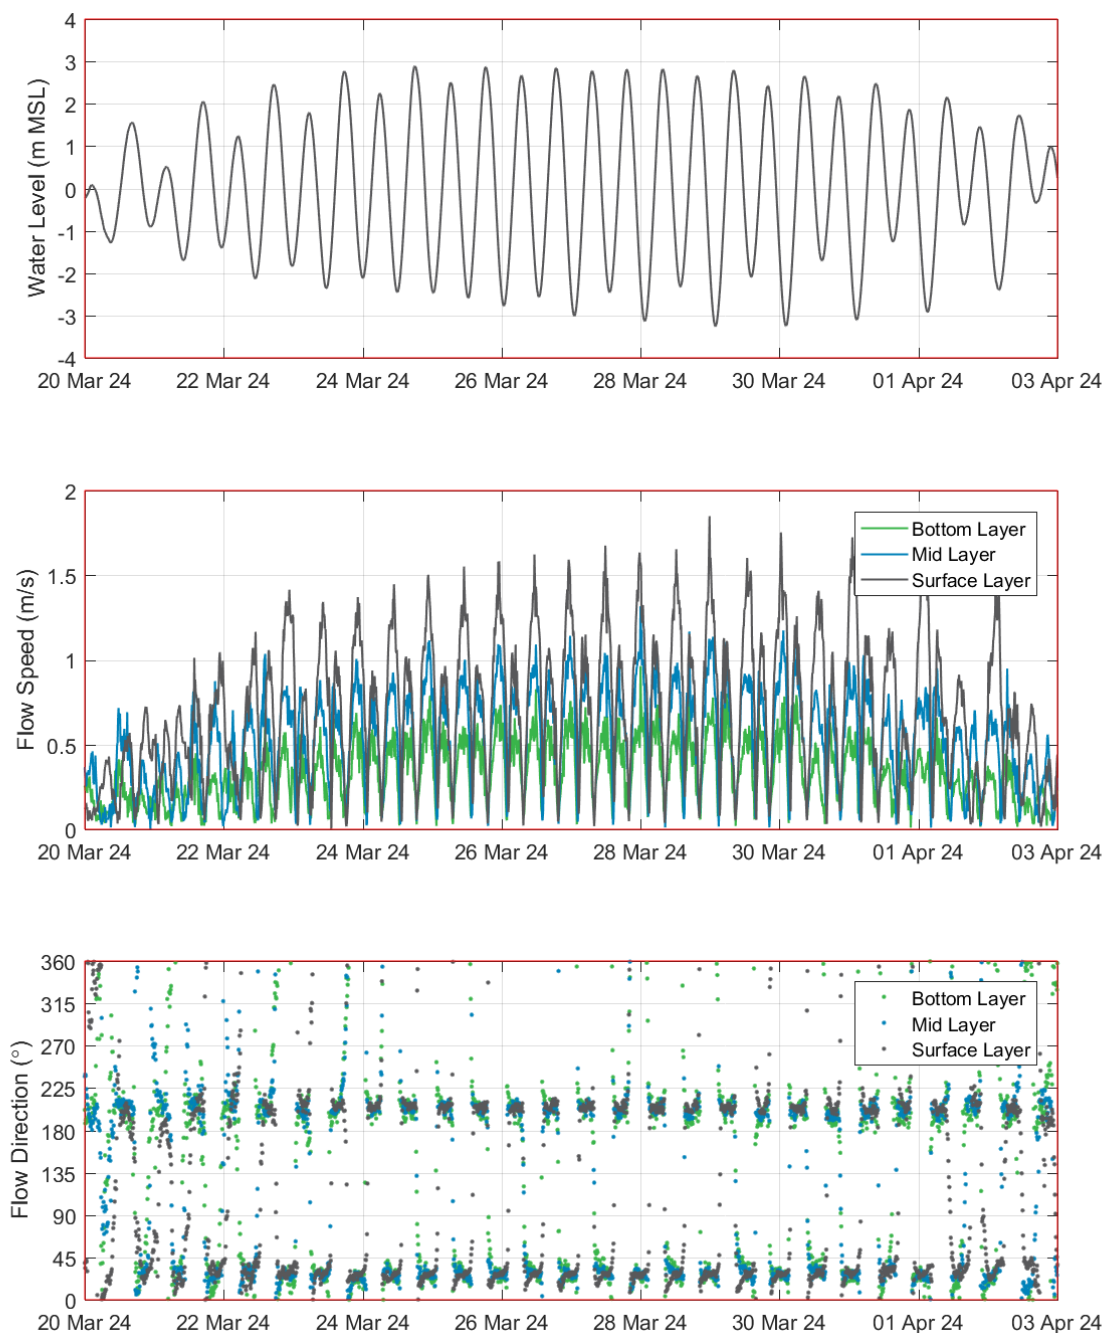 4
3
2
1
0
-1
-2
-3
-4
Water Level (m MSL)
20 Mar 24 22 Mar 24 24 Mar 24 26 Mar 24 28 Mar 24 30 Mar 24 01 Apr 24 03 Apr 24
2
1.5
1
0.5
0
Flow Speed (m/s)
Bottom Layer
Mid Layer
Surface Layer
20 Mar 24 22 Mar 24 24 Mar 24 26 Mar 24 28 Mar 24 30 Mar 24 01 Apr 24 03 Apr 24
360
315
270
225
180
135
90
45
0
Flow Direction (°)
Bottom Layer
Mid Layer
Surface Layer
20 Mar 24 22 Mar 24 24 Mar 24 26 Mar 24 28 Mar 24 30 Mar 24 01 Apr 24 03 Apr 24